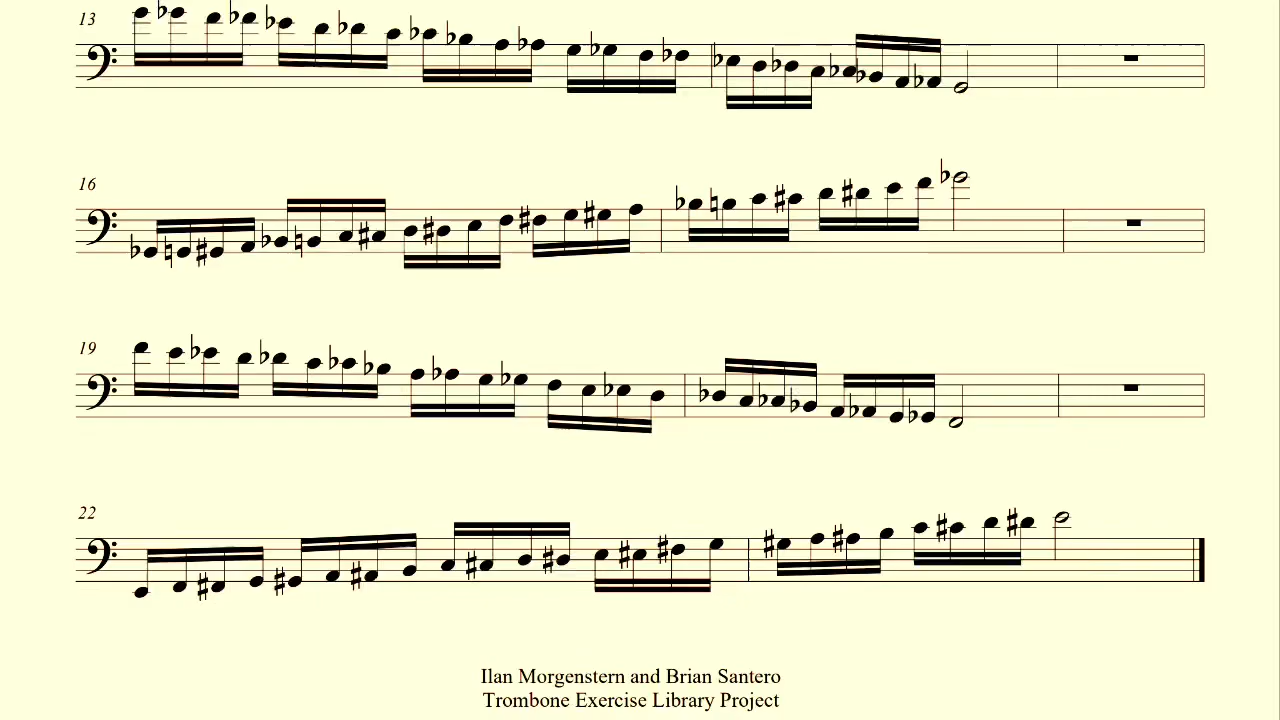 13
16
19
22
Ilan Morgenstern and Brian Santero
Trombone Exercise Library Project